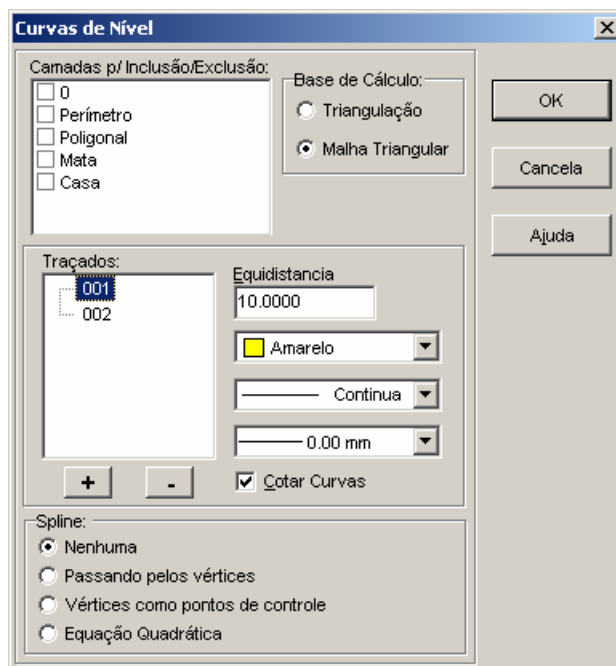 Curvas de Nível
Camadas p/ Inclusão/Exclusão:
0
Perímetro
Poligonal
Mata
Casa
Base de Cálculo:
Triangulação
Malha Triangular
OK
Cancela
Ajuda
Traçados:
001
002
Equidistancia
10.0000
Amarelo
Continua
0.00 mm
+ -
Cotar Curvas
Spline:
Nenhuma
Passando pelos vértices
Vértices como pontos de controle
Equação Quadrática